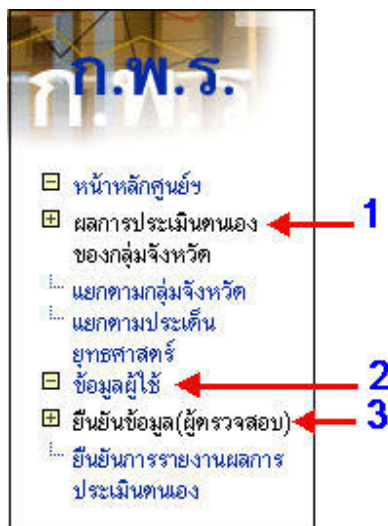 ก.พ.ร.
ก.พ.ร
หน้าหลักศูนย์ฯ
ผลการประเมินตนเอง 1
ของกลุ่มจังหวัด
แยกตามกลุ่มจังหวัด
แยกตามประเด็น
ยุทธศาสตร์
ข้อมูลผู้ใช้ 2
ยืนยันข้อมูล(ผู้ตรวจสอบ) 3
ยืนยันการรายงานผลการ
ประเมินตนเอง